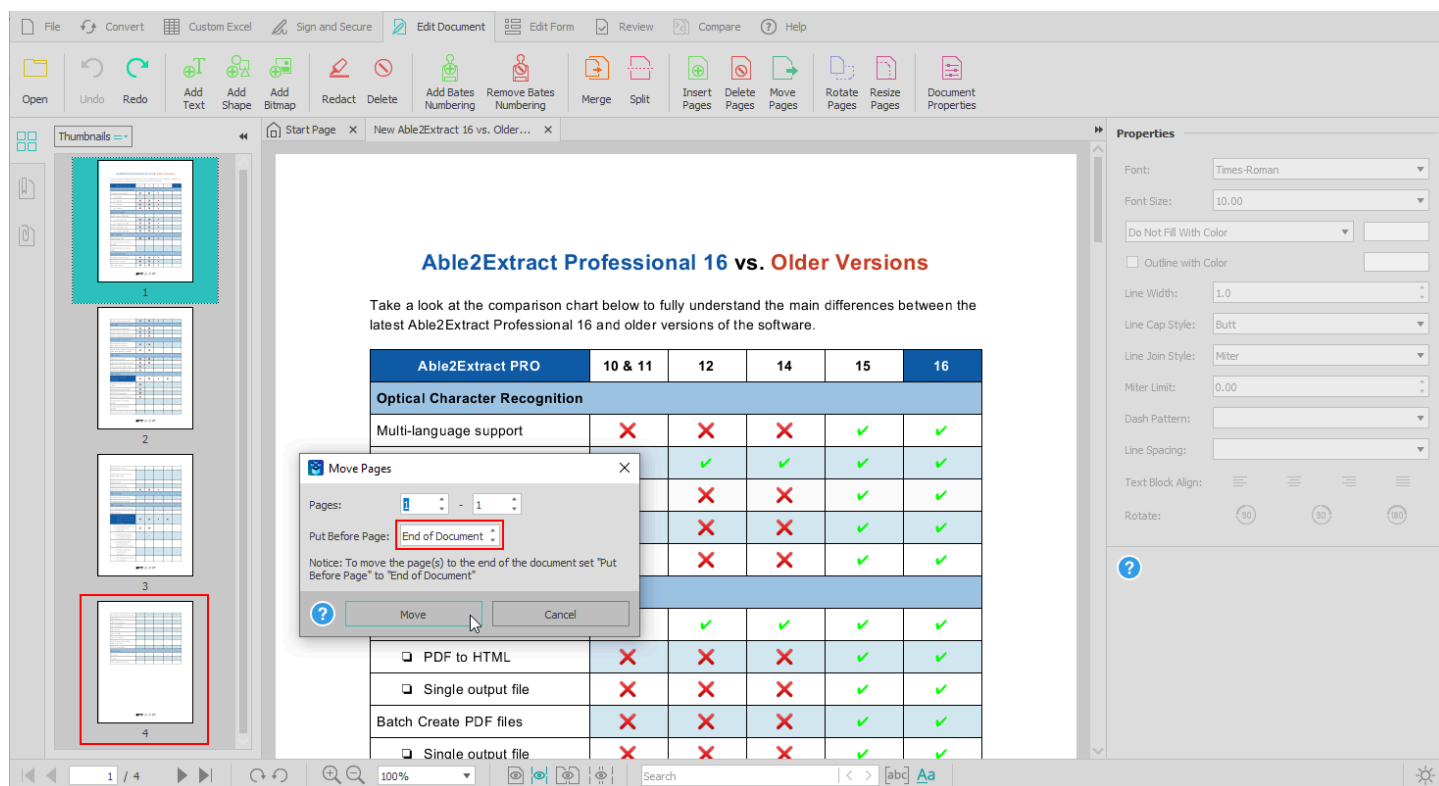 File Convert Custom Excel Sign and Secure Edit Document Edit Form Review Compare Help
Open Undo Redo Add Text Add Shape Add Bitmap Redact Delete Add Bates Numbering Remove Bates Numbering Merge Split Insert Pages Delete Pages Move Pages Rotate Pages Resize Pages Document Properties
Thumbnails
1
2
3
4
Start Page X New Able2Extract 16 vs. Older... X
Able2Extract Professional 16 vs. Older Versions
Take a look at the comparison chart below to fully understand the main differences between the
latest Able2Extract Professional 16 and older versions of the software.
Able2Extract PRO 10 & 11 12 14 15 16
Optical Character Recognition
Multi-language support
Move Pages
Pages: 1 - 1
Put Before Page: End of Document
Notice: To move the page(s) to the end of the document set "Put
Before Page" to "End of Document"
? Move Cancel
PDF to HTML
Single output file
Batch Create PDF files
Single output file
Properties
Font: Times-Roman
Font Size: 10.00
Do Not Fill With Color
Outline with Color
Line Width: 1.0
Line Cap Style: Butt
Line Join Style: Miter
Miter Limit: 0.00
Dash Pattern:
Line Spacing:
Text Block Align:
Rotate: 90 90 180
?
1 / 4 100% Search < > abc Aa